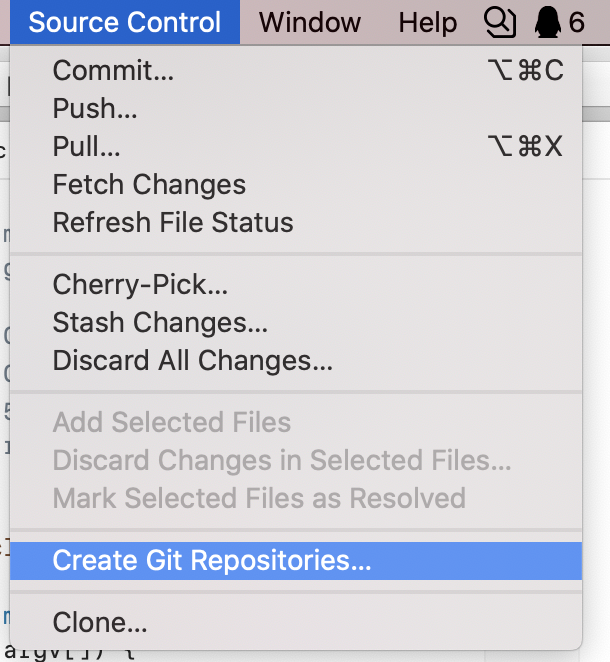 Source Control Window Help 6
Commit... ⌥⌘C
Push...
Pull... ⌥⌘X
Fetch Changes
Refresh File Status
Cherry-Pick...
Stash Changes...
Discard All Changes...
Add Selected Files
Discard Changes in Selected Files...
Mark Selected Files as Resolved
Create Git Repositories...
Clone...
argv[]) {